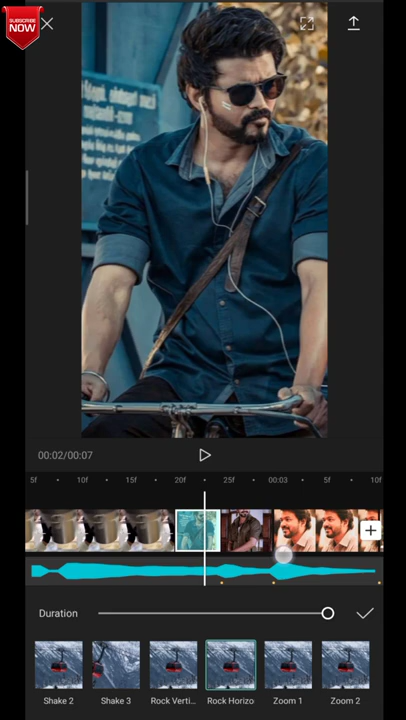 SUBSCRIBE
NOW
00:02/00:07
5f 10f 15f 20f 25f 00:03 5f 10f
Duration
Shake 2 Shake 3 Rock Verti... Rock Horizo Zoom 1 Zoom 2